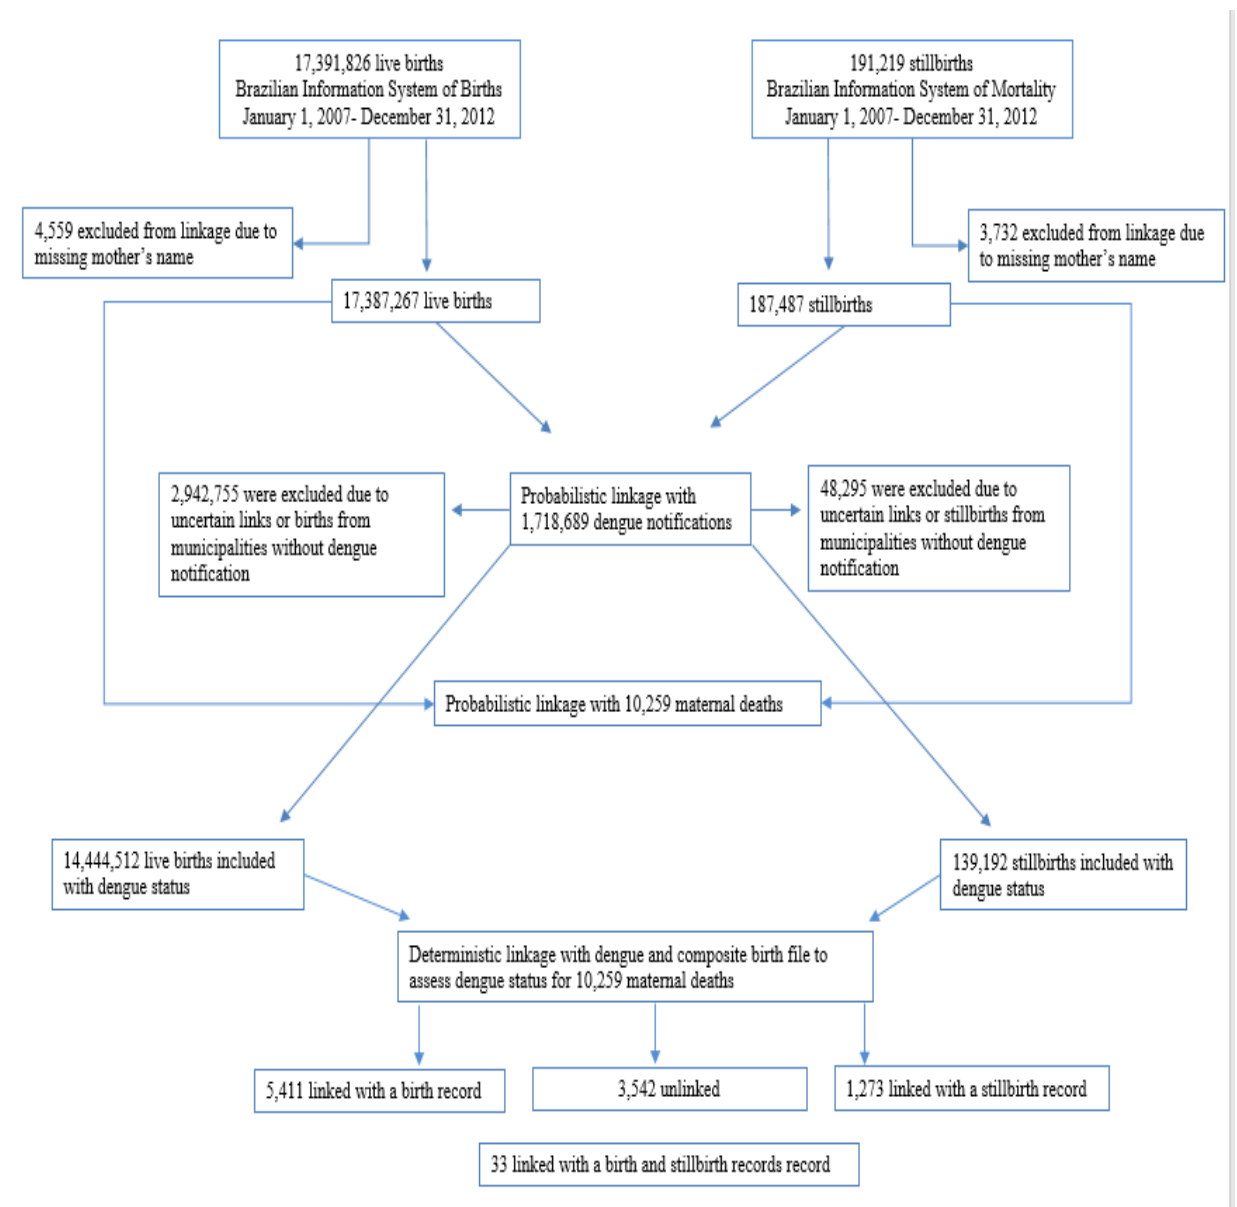 17,391,826 live births
Brazilian Information System of Births
January 1, 2007- December 31, 2012
191,219 stillbirths
Brazilian Information System of Mortality
January 1, 2007- December 31, 2012
4,559 excluded from linkage due to
missing mother's name
3,732 excluded from linkage due
to missing mother's name
17,387,267 live births
187,487 stillbirths
2,942,755 were excluded due to
uncertain links or births from
municipalities without dengue
notification
Probabilistic linkage with
1,718,689 dengue notifications
48,295 were excluded due to
uncertain links or stillbirths from
municipalities without dengue
notification
Probabilistic linkage with 10,259 maternal deaths
14,444,512 live births included
with dengue status
139,192 stillbirths included with
dengue status
Deterministic linkage with dengue and composite birth file to
assess dengue status for 10,259 maternal deaths
5,411 linked with a birth record
3,542 unlinked
1,273 linked with a stillbirth record
33 linked with a birth and stillbirth records record